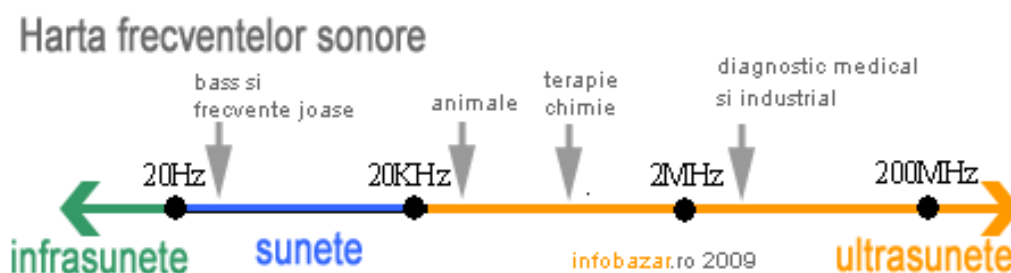 Harta frecventelor sonore
bass si
frecvente joase
animale
terapie
chimie
diagnostic medical
si industrial
20Hz
20KHz
2MHz
200MHz
infrasunete
sunete
infobazar.ro 2009
ultrasunete